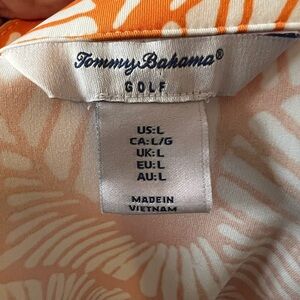 Tommy Bahama®
GOLF
US: L
CA: L/G
UK: L
EU: L
AU: L
MADE IN
VIETNAM